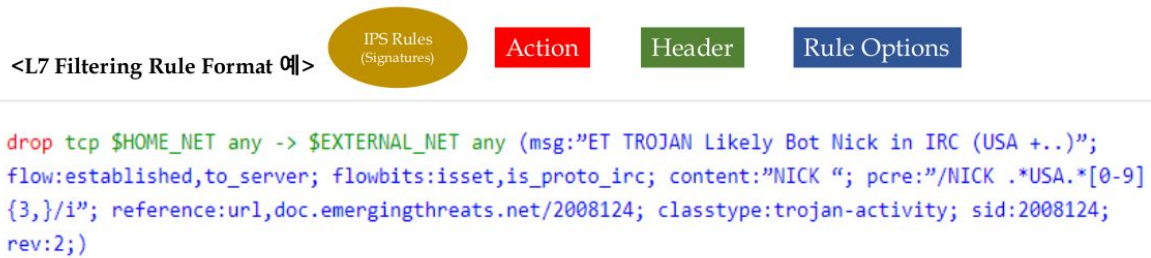 <L7 Filtering Rule Format 예>
IPS Rules
(Signatures)
Action
Header
Rule Options
drop tcp $HOME_NET any -> $EXTERNAL_NET any (msg:”ET TROJAN Likely Bot Nick in IRC (USA +..)”;
flow:established,to_server; flowbits:isset,is_proto_irc; content:”NICK “; pcre:”/NICK .*USA.*[0-9]
{3,}/i”; reference:url,doc.emergingthreats.net/2008124; classtype:trojan-activity; sid:2008124;
rev:2;)